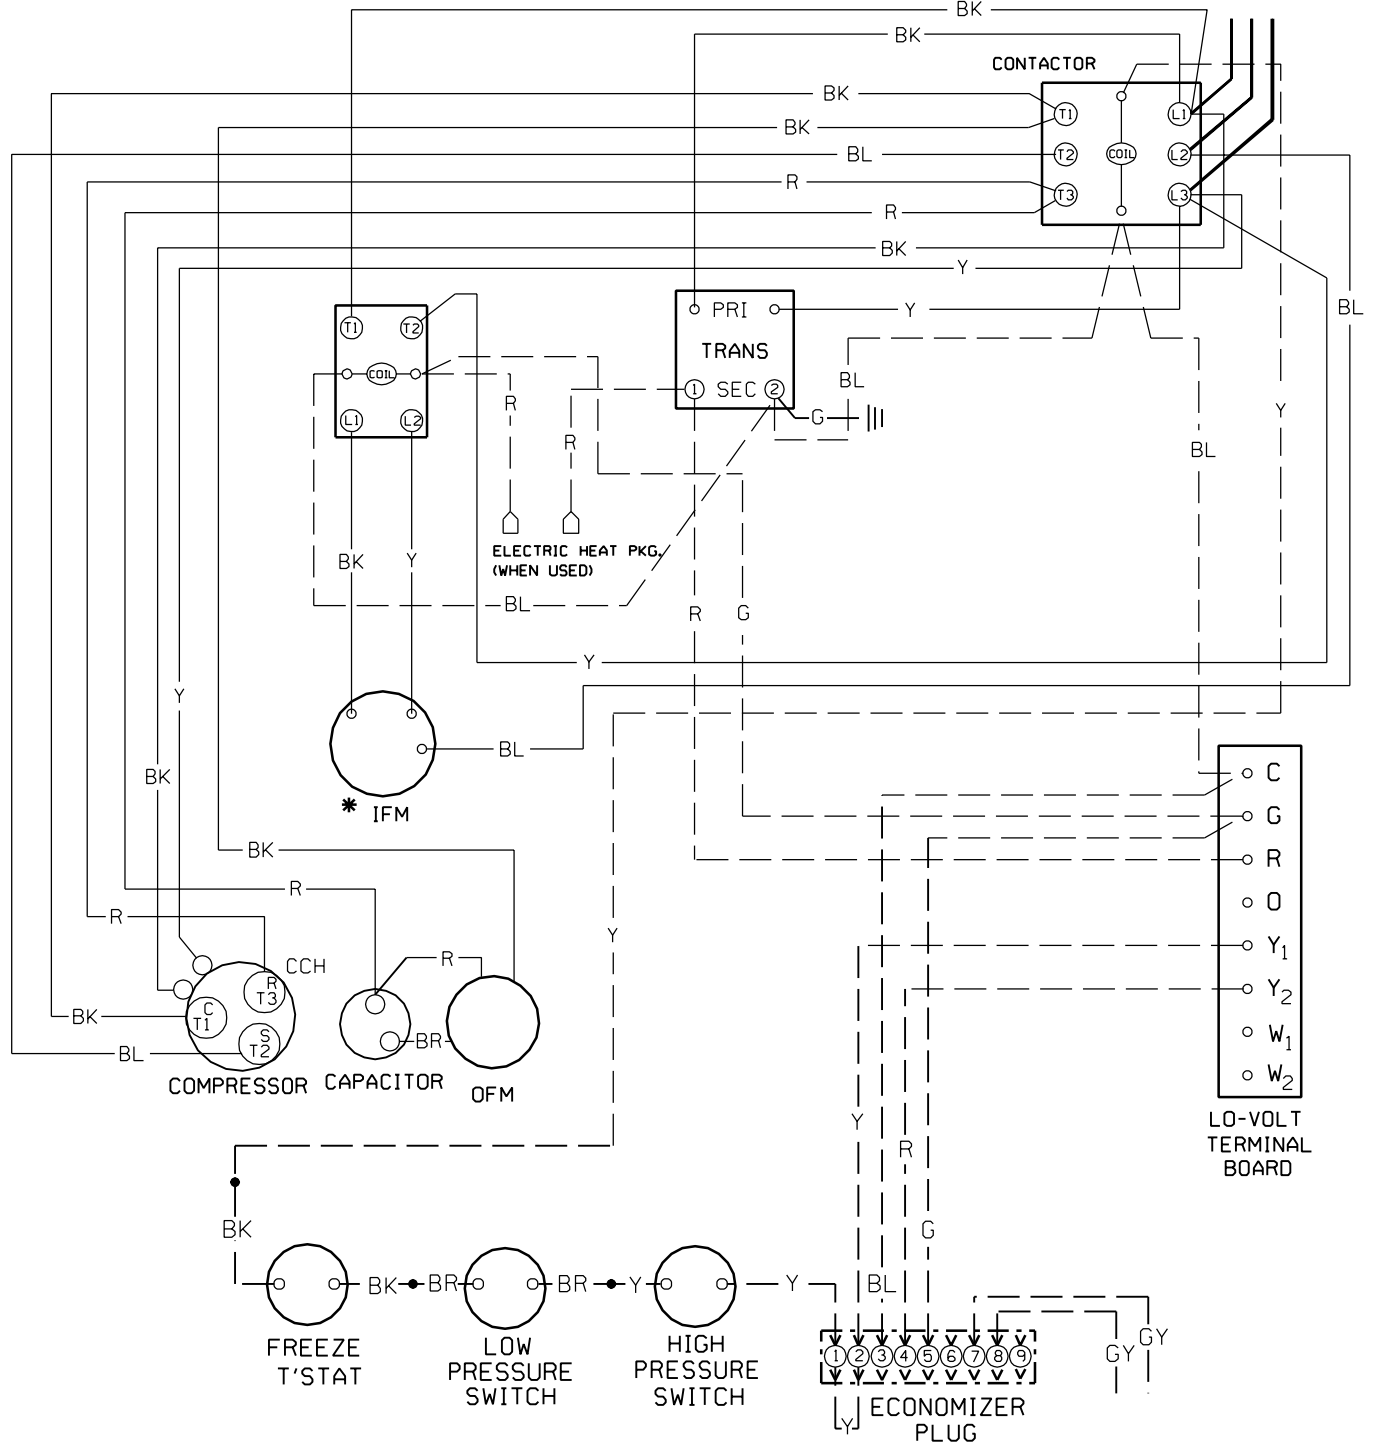 BK
BK
CONTACTOR
BK
T1
L1
BK
BL
T2
COIL
L2
R
T3
L3
R
BK
Y
BL
T1
T2
PRI
Y
TRANS
COIL
BL
1
SEC
2
R
Y
L1
L2
G
R
BL
ELECTRIC HEAT PKG.
(WHEN USED)
BK
Y
BL
R
G
Y
Y
BL
BK
* IFM
C
G
R
O
Y1
Y2
W1
W2
LO-VOLT
TERMINAL
BOARD
BK
R
R
Y
R
CCH
R
T3
C
T1
S
T2
BK
BR
BL
COMPRESSOR
CAPACITOR
OFM
Y
R
BK
G
BK
BR
BR
Y
Y
BL
FREEZE
T'STAT
LOW
PRESSURE
SWITCH
HIGH
PRESSURE
SWITCH
GY
GY
1 2 3 4 5 6 7 8 9
Y
ECONOMIZER
PLUG